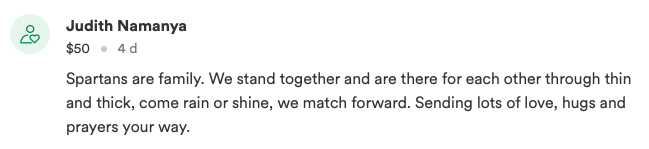 Judith Namanya
$50 • 4 d
Spartans are family. We stand together and are there for each other through thin
and thick, come rain or shine, we match forward. Sending lots of love, hugs and
prayers your way.